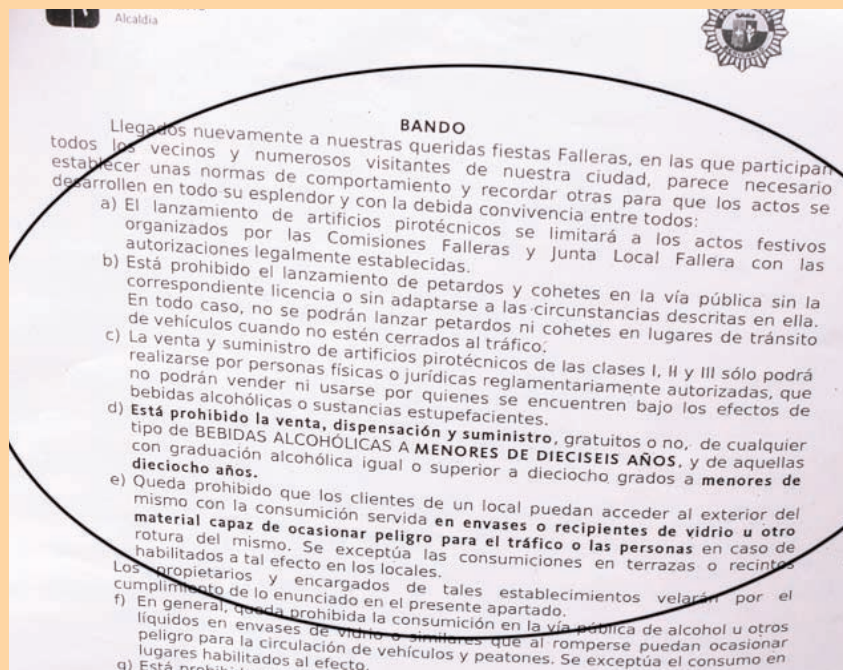 Alcaldía
BANDO
Llegados nuevamente a nuestras queridas fiestas Falleras, en las que participan
todos los vecinos y numerosos visitantes de nuestra ciudad, parece necesario
establecer unas normas de comportamiento y recordar otras para que los actos se
desarrollen en todo su esplendor y con la debida convivencia entre todos:
a) El lanzamiento de artificios pirotécnicos se limitará a los actos festivos
organizados por las Comisiones Falleras y Junta Local Fallera con las
autorizaciones legalmente establecidas.
b) Está prohibido el lanzamiento de petardos y cohetes en la vía pública sin la
correspondiente licencia o sin adaptarse a las circunstancias descritas en ella.
En todo caso, no se podrán lanzar petardos ni cohetes en lugares de tránsito
de vehículos cuando no estén cerrados al tráfico.
c) La venta y suministro de artificios pirotécnicos de las clases I, II y III sólo podrá
realizarse por personas físicas o jurídicas reglamentariamente autorizadas, que
no podrán vender ni usarse por quienes se encuentren bajo los efectos de
bebidas alcohólicas o sustancias estupefacientes.
d) Está prohibido la venta, dispensación y suministro, gratuitos o no, de cualquier
tipo de BEBIDAS ALCOHÓLICAS A MENORES DE DIECISEIS AÑOS, y de aquellas
con graduación alcohólica igual o superior a dieciocho grados a menores de
dieciocho años.
e) Queda prohibido que los clientes de un local puedan acceder al exterior del
mismo con la consumición servida en envases o recipientes de vidrio u otro
material capaz de ocasionar peligro para el tráfico o las personas en caso de
rotura del mismo. Se exceptúa las consumiciones en terrazas o recintos
habilitados a tal efecto en los locales.
Los propietarios y encargados de tales establecimientos velarán por el
cumplimiento de lo enunciado en el presente apartado.
f) En general, queda prohibida la consumición en la vía pública de alcohol u otros
líquidos en envases de vidrio o similares que al romperse puedan ocasionar
peligro para la circulación de vehículos y peatones. Se exceptúa el consumo en
lugares habilitados al efecto.
g) Está